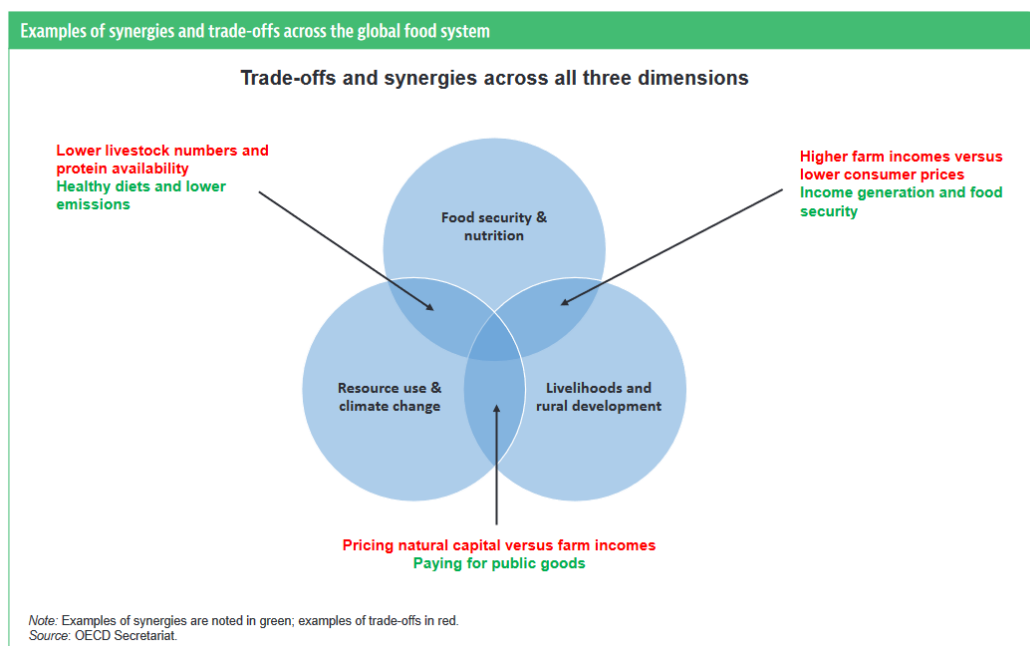 Examples of synergies and trade-offs across the global food system
Trade-offs and synergies across all three dimensions
Lower livestock numbers and
protein availability
Healthy diets and lower
emissions
Higher farm incomes versus
lower consumer prices
Income generation and food
security
Food security &
nutrition
Resource use &
climate change
Livelihoods and
rural development
Pricing natural capital versus farm incomes
Paying for public goods
Note: Examples of synergies are noted in green; examples of trade-offs in red.
Source: OECD Secretariat.